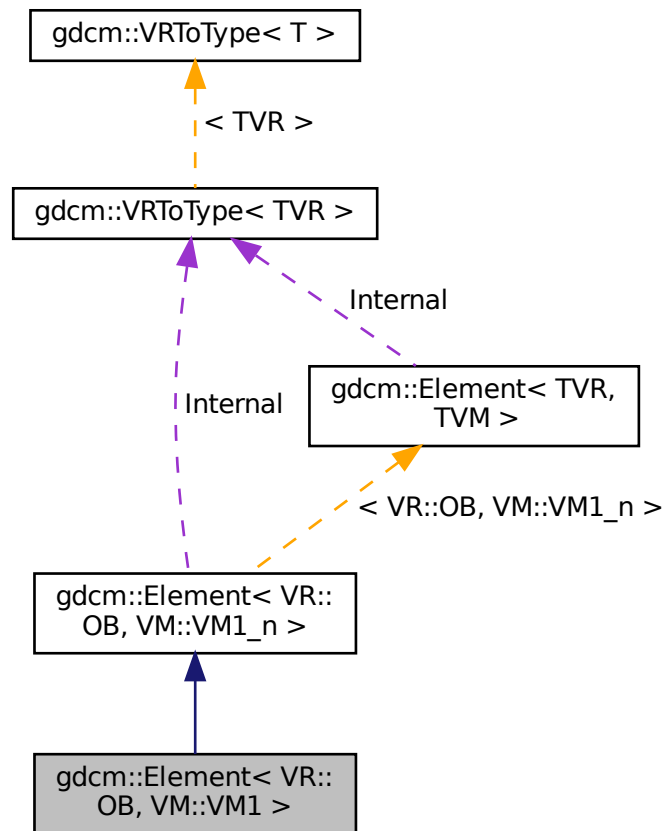 gdcm::VRToType< T >
< TVR >
gdcm::VRToType< TVR >
Internal
gdcm::Element< TVR,
TVM >
Internal
< VR::OB, VM::VM1_n >
gdcm::Element< VR::
OB, VM::VM1_n >
gdcm::Element< VR::
OB, VM::VM1 >